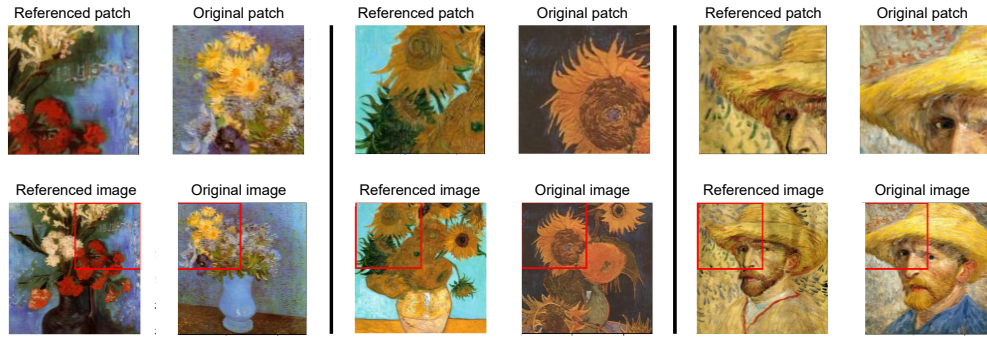 Referenced patch Original patch Referenced patch Original patch Referenced patch Original patch
Referenced image Original image Referenced image Original image Referenced image Original image